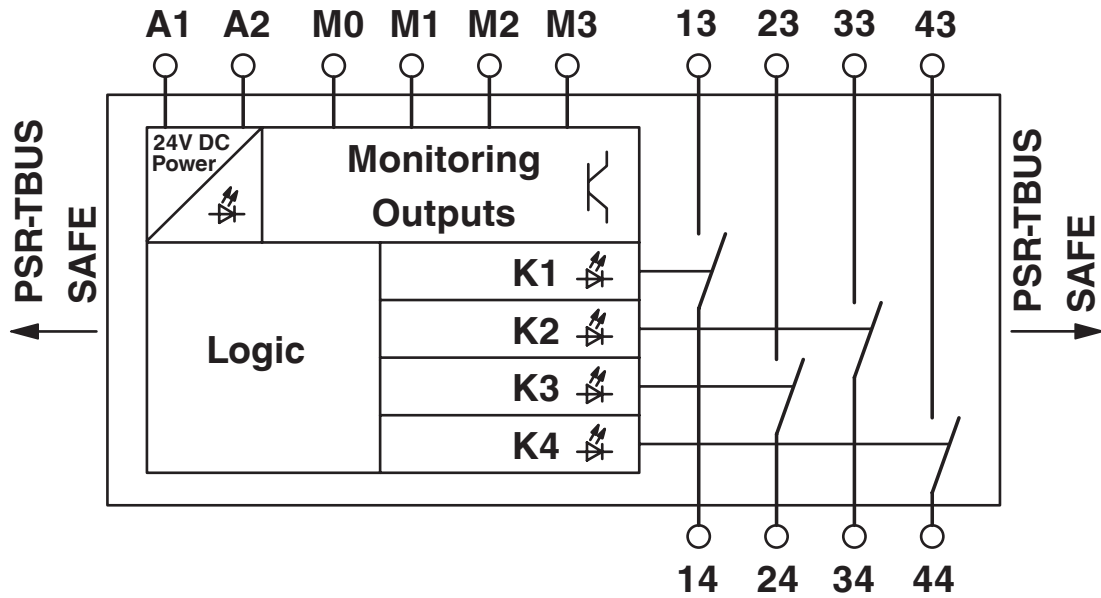 A1 A2 M0 M1 M2 M3 13 23 33 43
PSR-TBUS
SAFE
24V DC
Power
Monitoring
Outputs
K1
K2
Logic
K3
K4
PSR-TBUS
SAFE
14 24 34 44